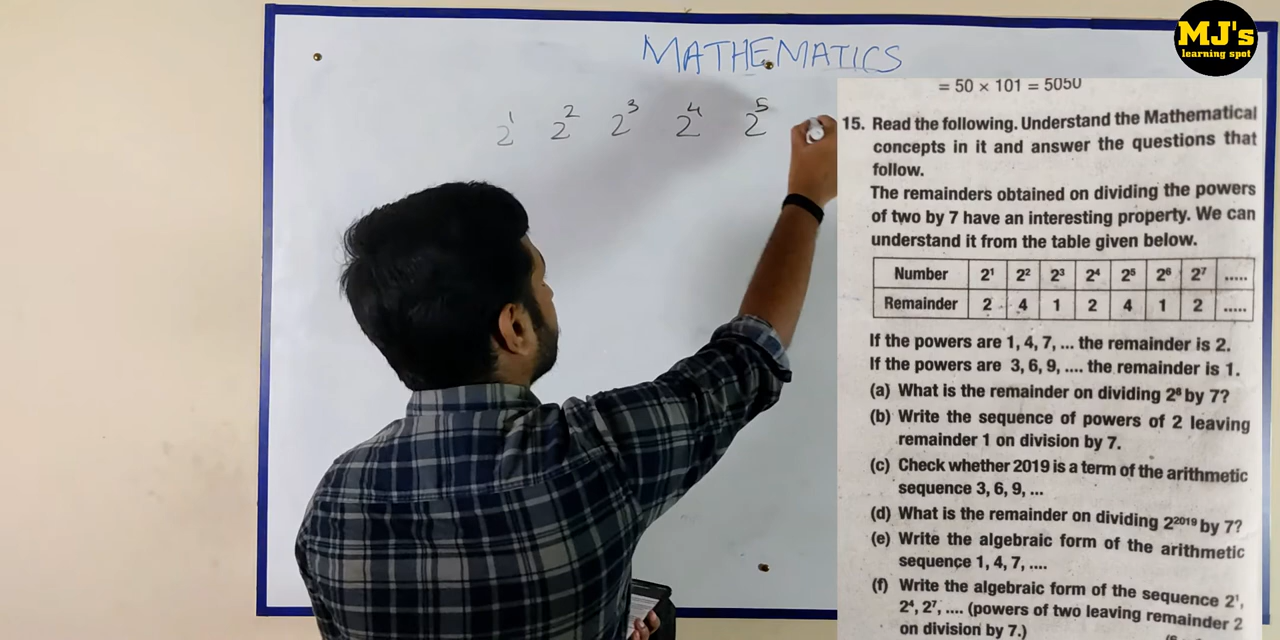 MJ's
learning spot
MATHEMATICS
2¹ 2² 2³ 2⁴ 2⁵
= 50 × 101 = 5050
15. Read the following. Understand the Mathematical
concepts in it and answer the questions that
follow.
The remainders obtained on dividing the powers
of two by 7 have an interesting property. We can
understand it from the table given below.
Number 2¹ 2² 2³ 2⁴ 2⁵ 2⁶ 2⁷ .....
Remainder 2 4 1 2 4 1 2 .....
If the powers are 1, 4, 7, ... the remainder is 2.
If the powers are 3, 6, 9, .... the remainder is 1.
(a) What is the remainder on dividing 2⁸ by 7?
(b) Write the sequence of powers of 2 leaving
remainder 1 on division by 7.
(c) Check whether 2019 is a term of the arithmetic
sequence 3, 6, 9, ...
(d) What is the remainder on dividing 2²⁰¹⁹ by 7?
(e) Write the algebraic form of the arithmetic
sequence 1, 4, 7, ....
(f) Write the algebraic form of the sequence 2¹,
2⁴, 2⁷, .... (powers of two leaving remainder 2
on division by 7.)